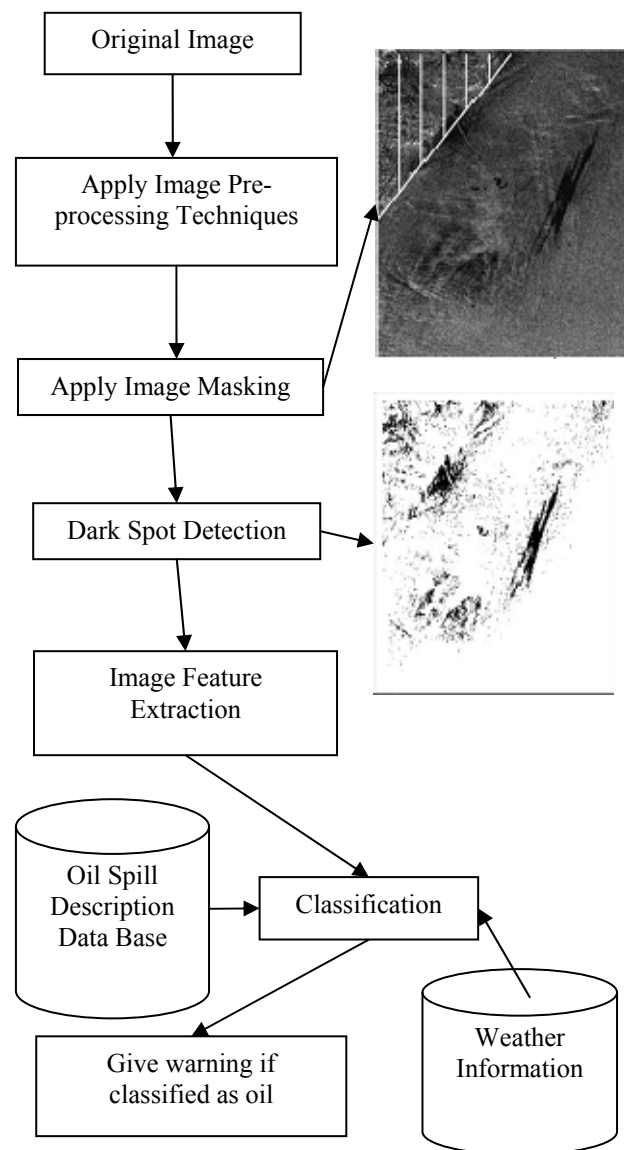 Original Image
Apply Image Pre-
processing Techniques
Apply Image Masking
Dark Spot Detection
Image Feature
Extraction
Oil Spill
Description
Data Base
Classification
Weather
Information
Give warning if
classified as oil